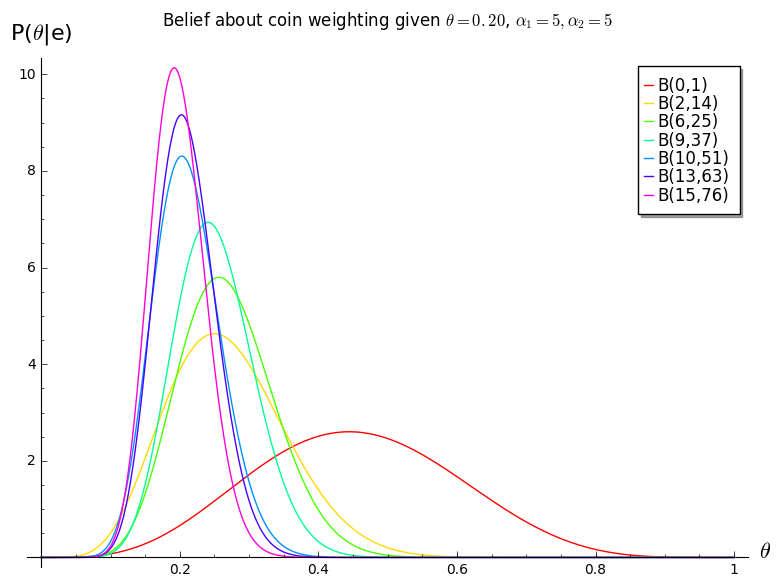 Belief about coin weighting given θ=0.20, α₁=5, α₂=5
P(θ|e)
10
8
6
4
2
0.2 0.4 0.6 0.8 1
θ
B(0,1)
B(2,14)
B(6,25)
B(9,37)
B(10,51)
B(13,63)
B(15,76)